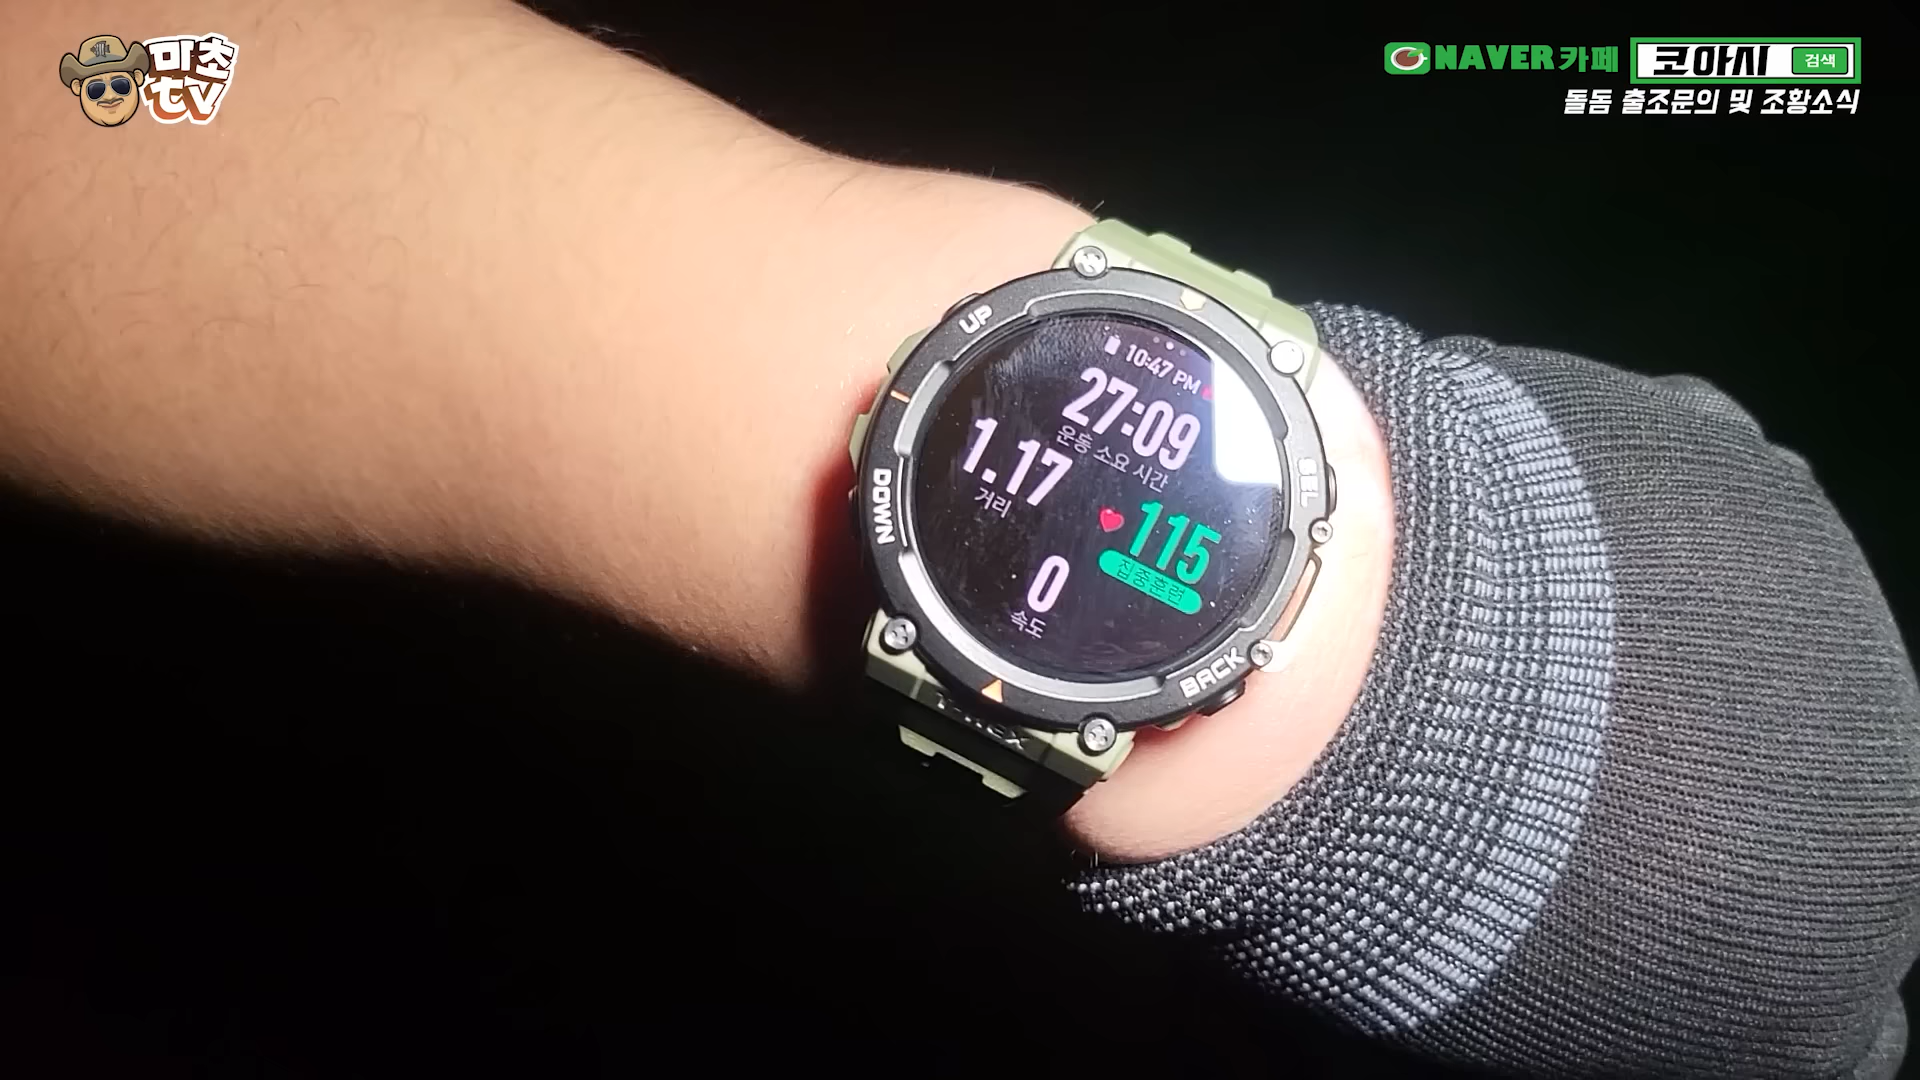 마초
tv
NAVER 카페 코아시 검색
돌돔 출조문의 및 조황소식
UP
DOWN
SEL
BACK
10:47 PM
27:09
운동 소요 시간
1.17
거리
115
집중훈련
0
속도
T-REX